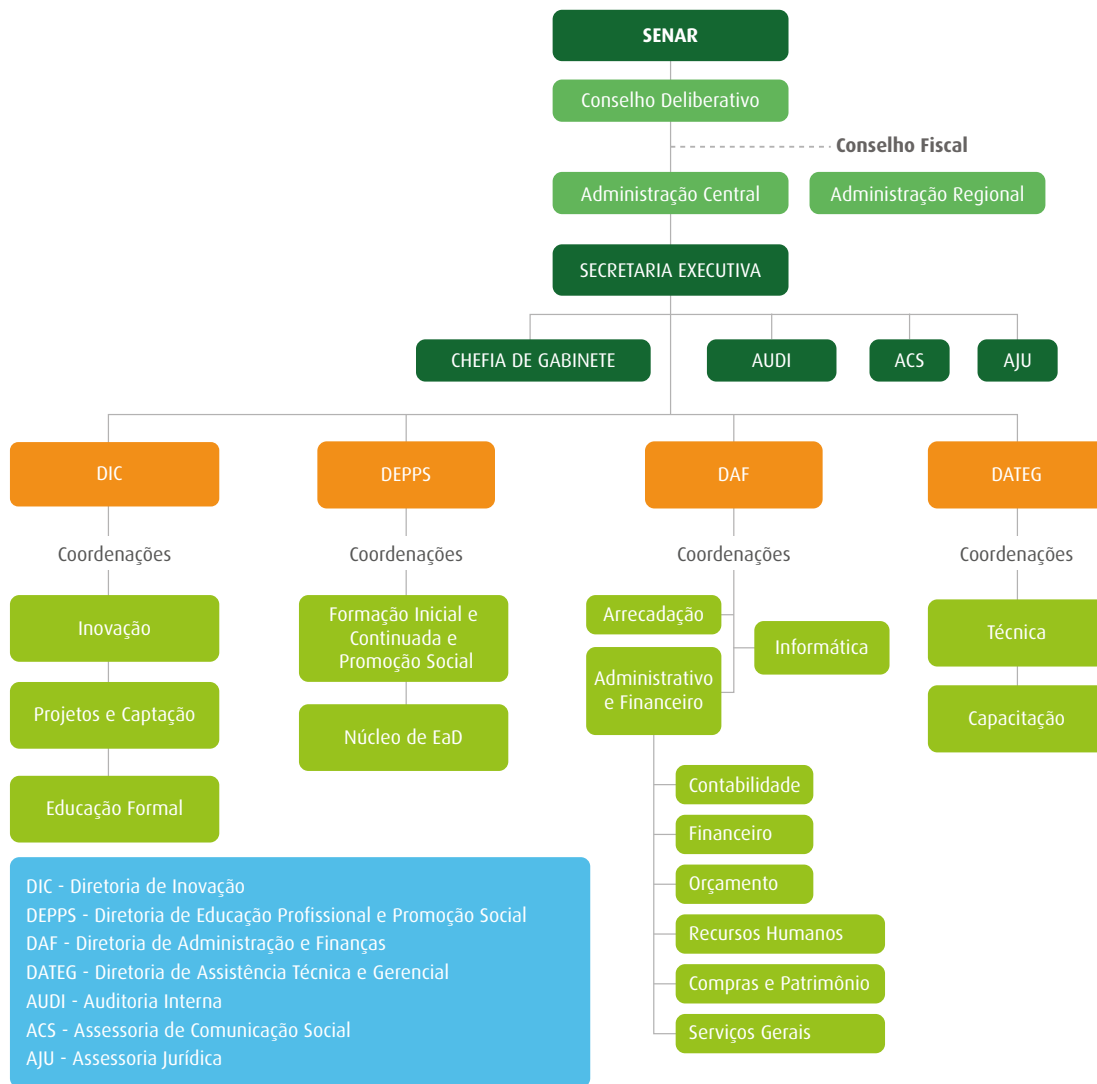 SENAR
Conselho Deliberativo
Conselho Fiscal
Administração Central
Administração Regional
SECRETARIA EXECUTIVA
CHEFIA DE GABINETE
AUDI
ACS
AJU
DIC
DEPPS
DAF
DATEG
Coordenações
Coordenações
Coordenações
Coordenações
Inovação
Projetos e Captação
Educação Formal
Formação Inicial e
Continuada e
Promoção Social
Núcleo de EaD
Arrecadação
Informática
Administrativo
e Financeiro
Contabilidade
Financeiro
Orçamento
Recursos Humanos
Compras e Patrimônio
Serviços Gerais
Técnica
Capacitação
DIC - Diretoria de Inovação
DEPPS - Diretoria de Educação Profissional e Promoção Social
DAF - Diretoria de Administração e Finanças
DATEG - Diretoria de Assistência Técnica e Gerencial
AUDI - Auditoria Interna
ACS - Assessoria de Comunicação Social
AJU - Assessoria Jurídica